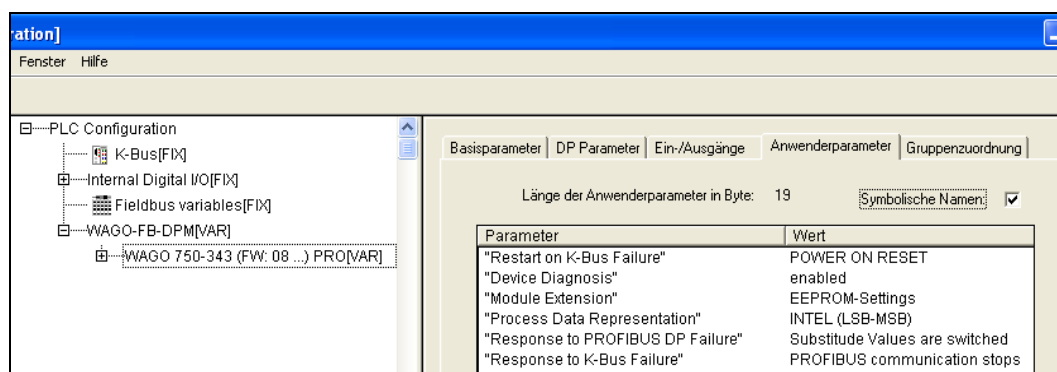 ation]
Fenster Hilfe
PLC Configuration
K-Bus[FIX]
Internal Digital I/O[FIX]
Fieldbus variables[FIX]
WAGO-FB-DPM[VAR]
WAGO 750-343 (FW: 08 ...) PRO[VAR]
Basisparameter DP Parameter Ein-/Ausgänge Anwenderparameter Gruppenzuordnung
Länge der Anwenderparameter in Byte: 19 Symbolische Namen:
Parameter Wert
"Restart on K-Bus Failure" POWER ON RESET
"Device Diagnosis" enabled
"Module Extension" EEPROM-Settings
"Process Data Representation" INTEL (LSB-MSB)
"Response to PROFIBUS DP Failure" Substitude Values are switched
"Response to K-Bus Failure" PROFIBUS communication stops